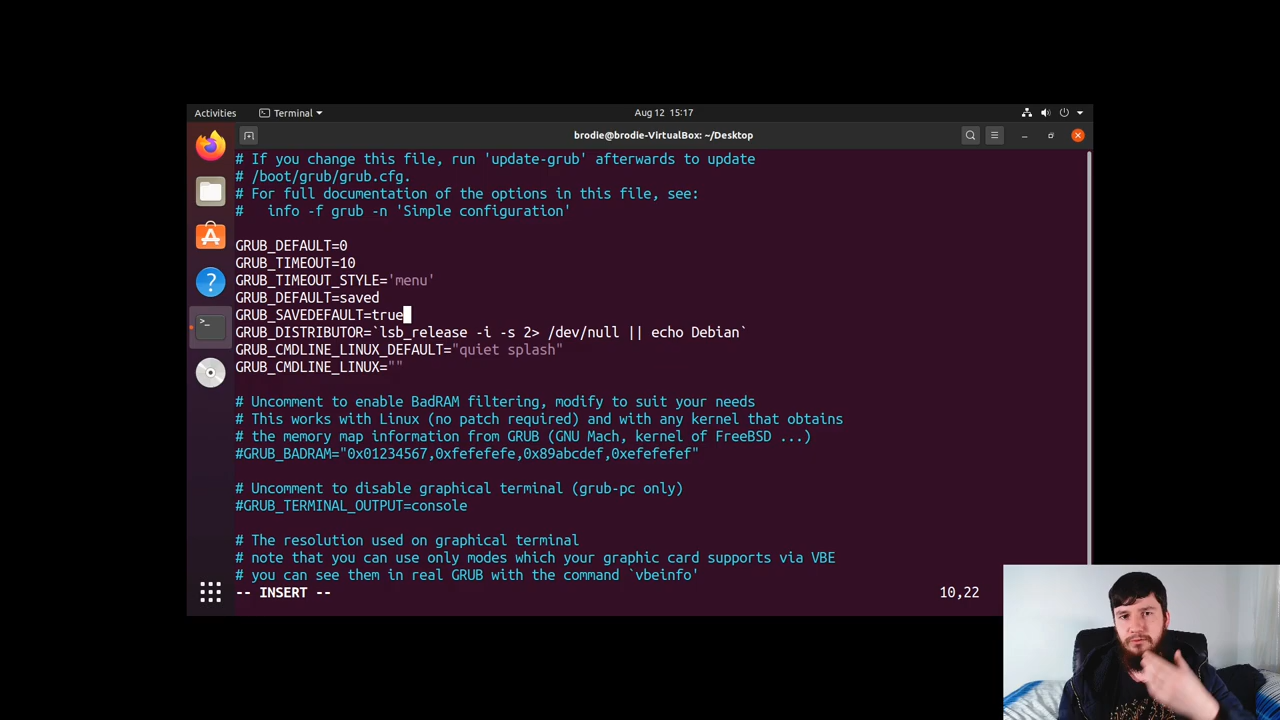 Activities
Terminal
Aug 12 15:17
brodie@brodie-VirtualBox: ~/Desktop
# If you change this file, run 'update-grub' afterwards to update
# /boot/grub/grub.cfg.
# For full documentation of the options in this file, see:
#   info -f grub -n 'Simple configuration'
GRUB_DEFAULT=0
GRUB_TIMEOUT=10
GRUB_TIMEOUT_STYLE='menu'
GRUB_DEFAULT=saved
GRUB_SAVEDEFAULT=true
GRUB_DISTRIBUTOR=`lsb_release -i -s 2> /dev/null || echo Debian`
GRUB_CMDLINE_LINUX_DEFAULT="quiet splash"
GRUB_CMDLINE_LINUX=""
# Uncomment to enable BadRAM filtering, modify to suit your needs
# This works with Linux (no patch required) and with any kernel that obtains
# the memory map information from GRUB (GNU Mach, kernel of FreeBSD ...)
#GRUB_BADRAM="0x01234567,0xfefefefe,0x89abcdef,0xefefefef"
# Uncomment to disable graphical terminal (grub-pc only)
#GRUB_TERMINAL_OUTPUT=console
# The resolution used on graphical terminal
# note that you can use only modes which your graphic card supports via VBE
# you can see them in real GRUB with the command `vbeinfo'
-- INSERT --
10,22